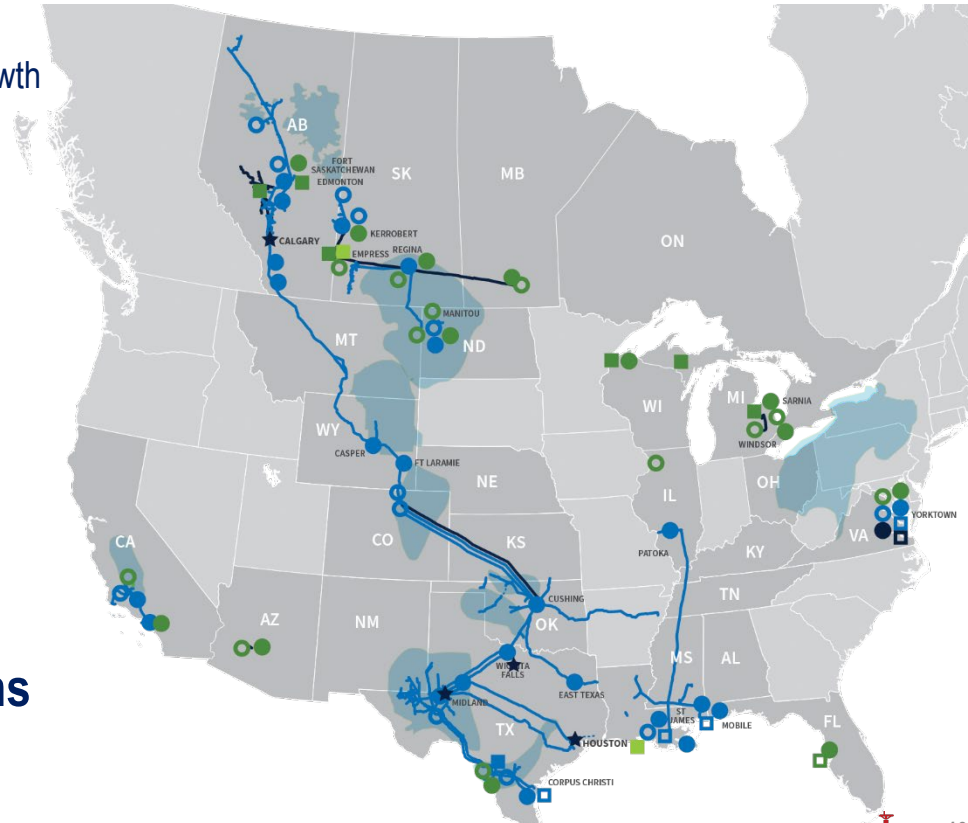 wth
AB
FORT
SASKATCHEWAN
EDMONTON
SK
MB
ON
CALGARY
KERROBERT
EMPRESS
REGINA
MANITOU
MT
ND
WI
MI
SARNIA
WINDSOR
WY
CASPER
FT LARAMIE
NE
IL
OH
YORKTOWN
VA
CA
CO
KS
PATOKA
KY
CUSHING
TN
AZ
NM
OK
WICHITA
FALLS
MS
AL
ns
MIDLAND
EAST TEXAS
ST
JAMES
MOBILE
TX
HOUSTON
FL
CORPUS CHRISTI